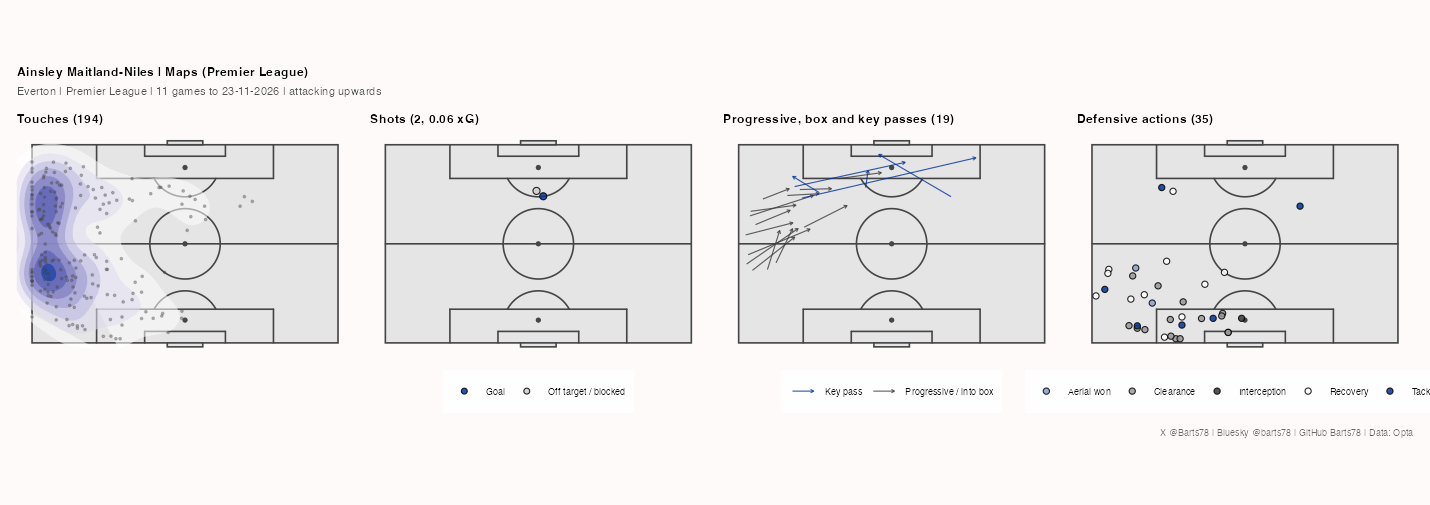 Ainsley Maitland-Niles | Maps (Premier League)
Everton | Premier League | 11 games to 23-11-2026 | attacking upwards
Touches (194)
Shots (2, 0.06 xG)
Progressive, box and key passes (19)
Defensive actions (35)
Goal
Off target / blocked
Key pass
Progressive / into box
Aerial won
Clearance
Interception
Recovery
Tack
X @Barts78 | Bluesky @barts78 | GitHub Barts78 | Data: Opta